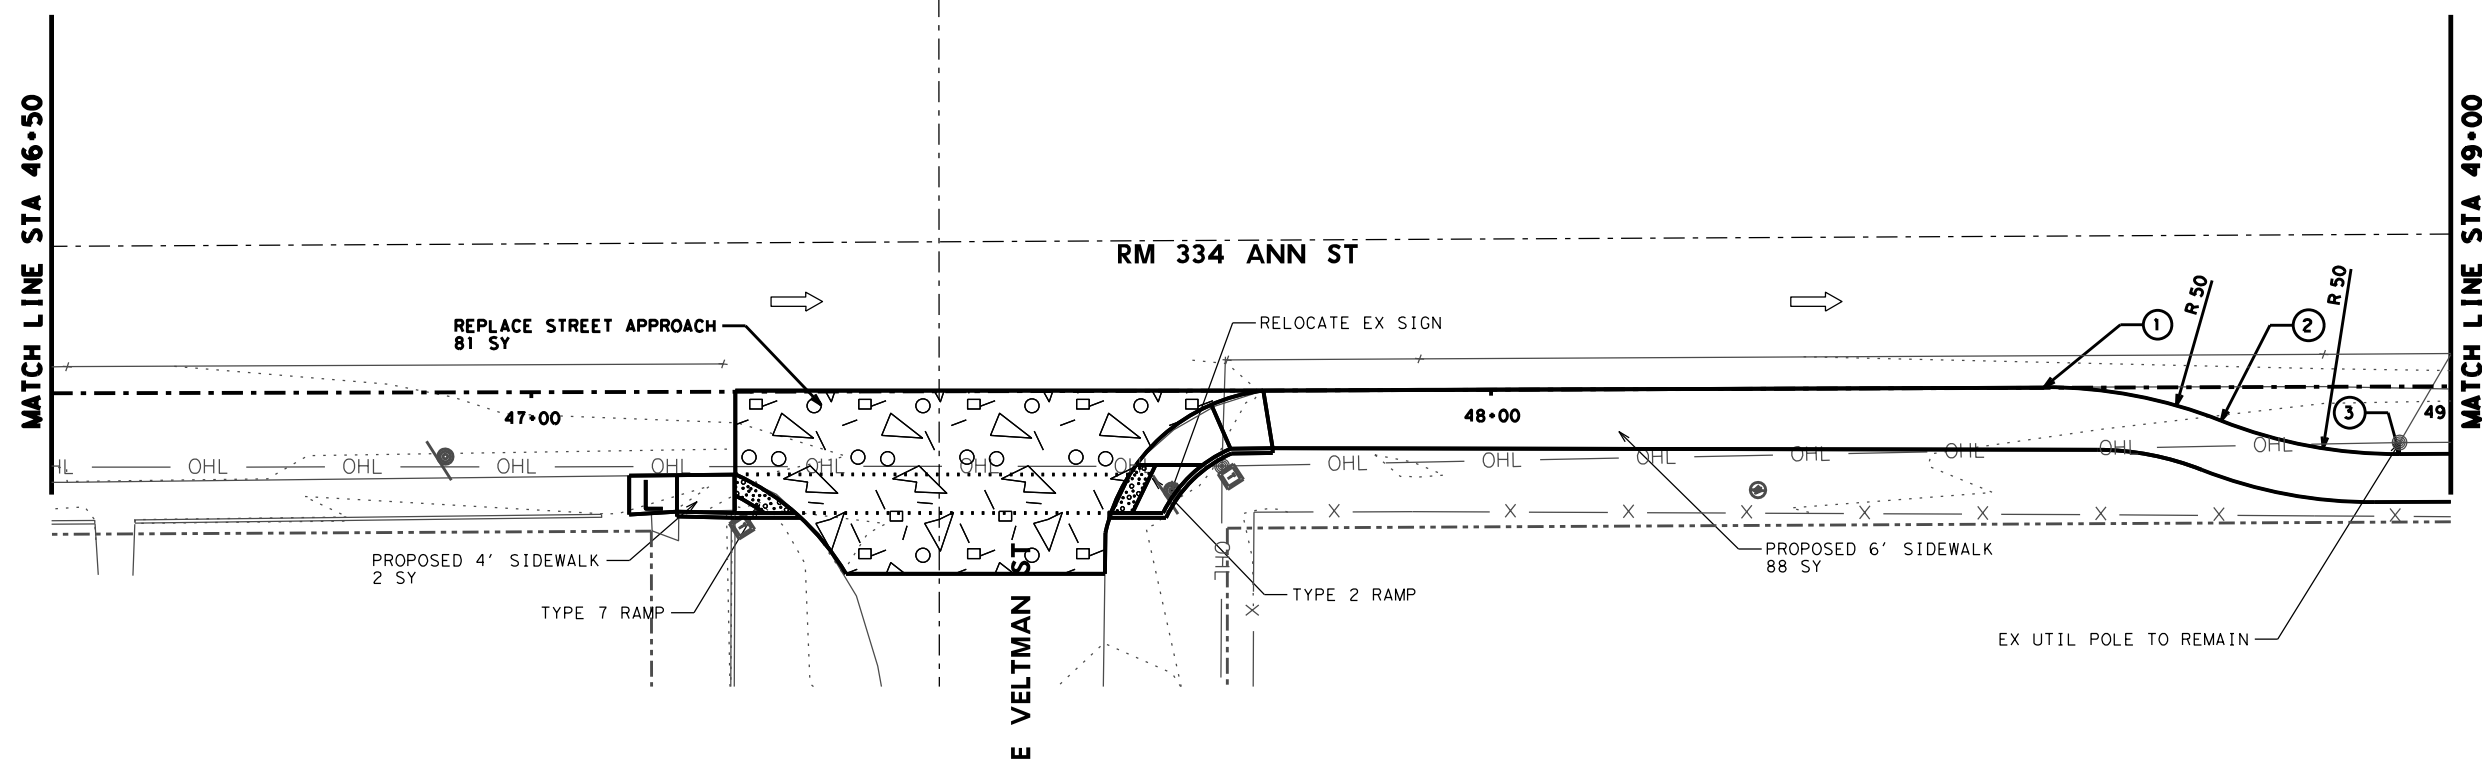 MATCH LINE STA 46+50
MATCH LINE STA 49+00
RM 334 ANN ST
REPLACE STREET APPROACH
81 SY
RELOCATE EX SIGN
1
R 50
2
R 50
3
47+00
48+00
49
HL
OHL
OHL
OHL
OHL
OHL
OHL
OH
OHL
OHL
OHL
OHL
OHL
OHL
OHL
X
X
X
X
X
X
X
X
X
X
X
OHL
PROPOSED 4' SIDEWALK
2 SY
TYPE 7 RAMP
TYPE 2 RAMP
PROPOSED 6' SIDEWALK
88 SY
EX UTIL POLE TO REMAIN
E VELTMAN ST